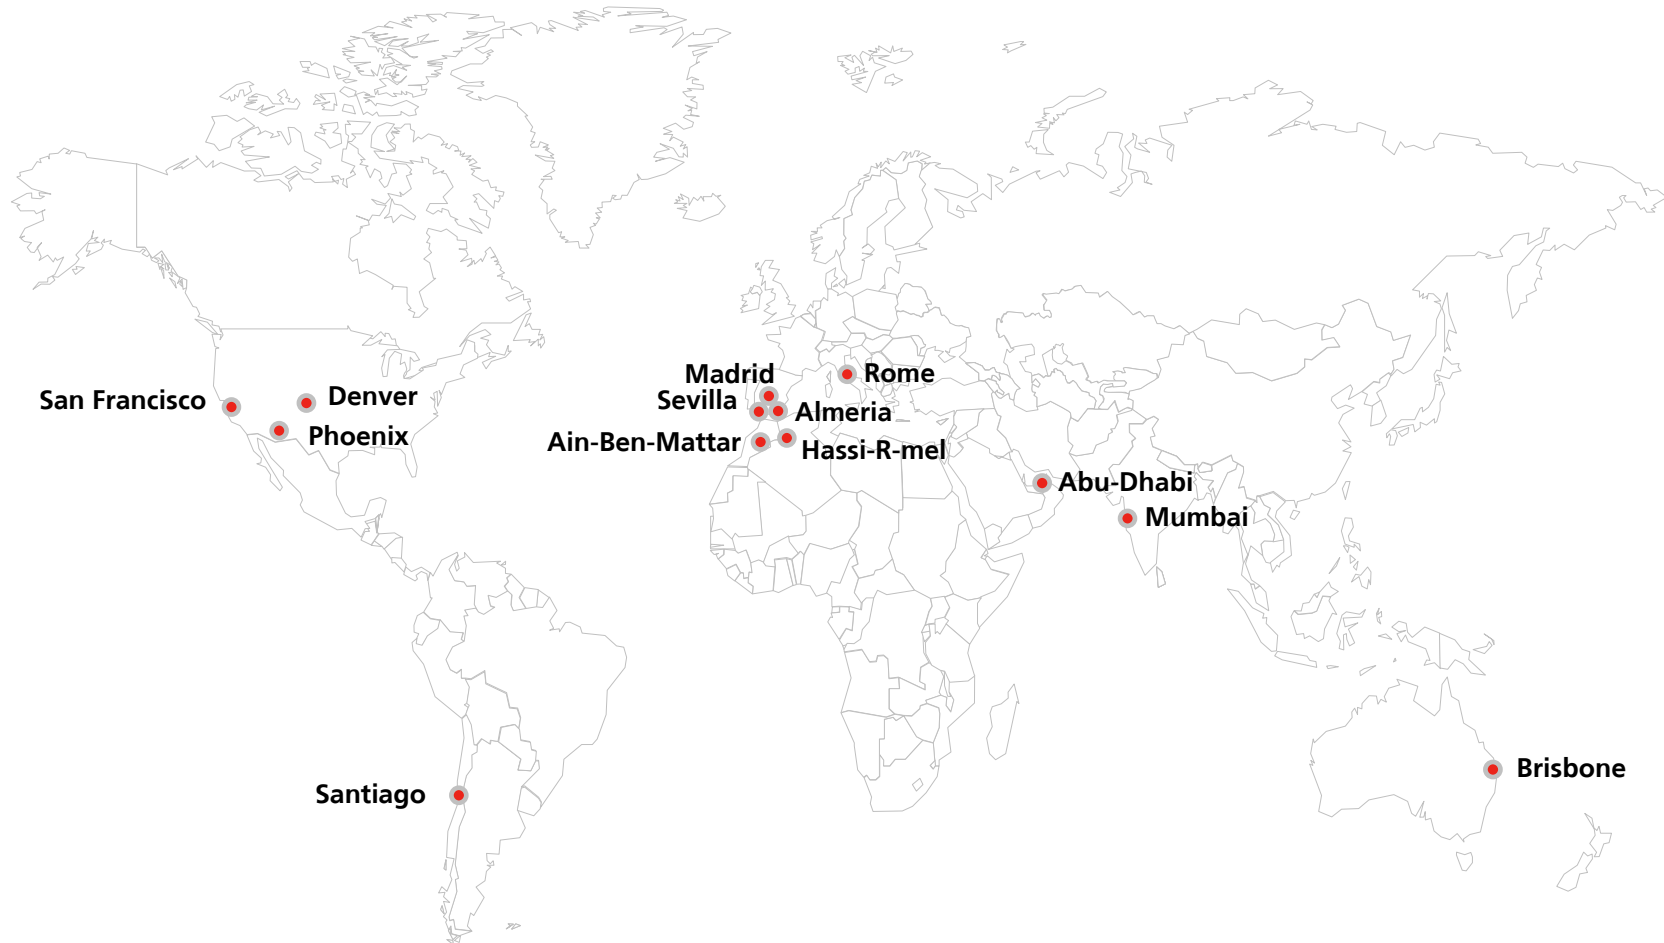 Madrid
Rome
San Francisco
Denver
Sevilla
Almeria
Phoenix
Ain-Ben-Mattar
Hassi-R-mel
Abu-Dhabi
Mumbai
Brisbone
Santiago